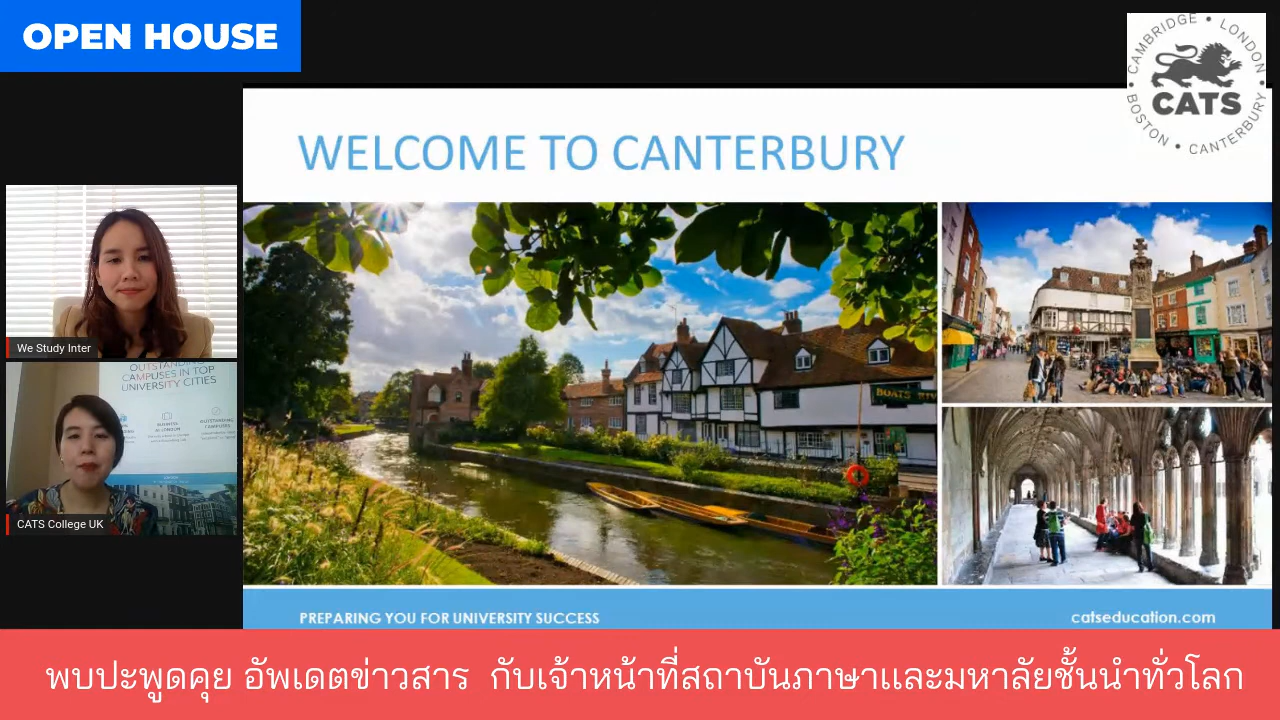 OPEN HOUSE
CAMBRIDGE • LONDON • BOSTON • CANTERBURY •
CATS
WELCOME TO CANTERBURY
We Study Inter
OUTSTANDING
CAMPUSES IN TOP
UNIVERSITY CITIES
CATS College UK
PREPARING YOU FOR UNIVERSITY SUCCESS
catseducation.com
พบปะพูดคุย อัพเดตข่าวสาร กับเจ้าหน้าที่สถาบันภาษาและมหาลัยชั้นนำทั่วโลก